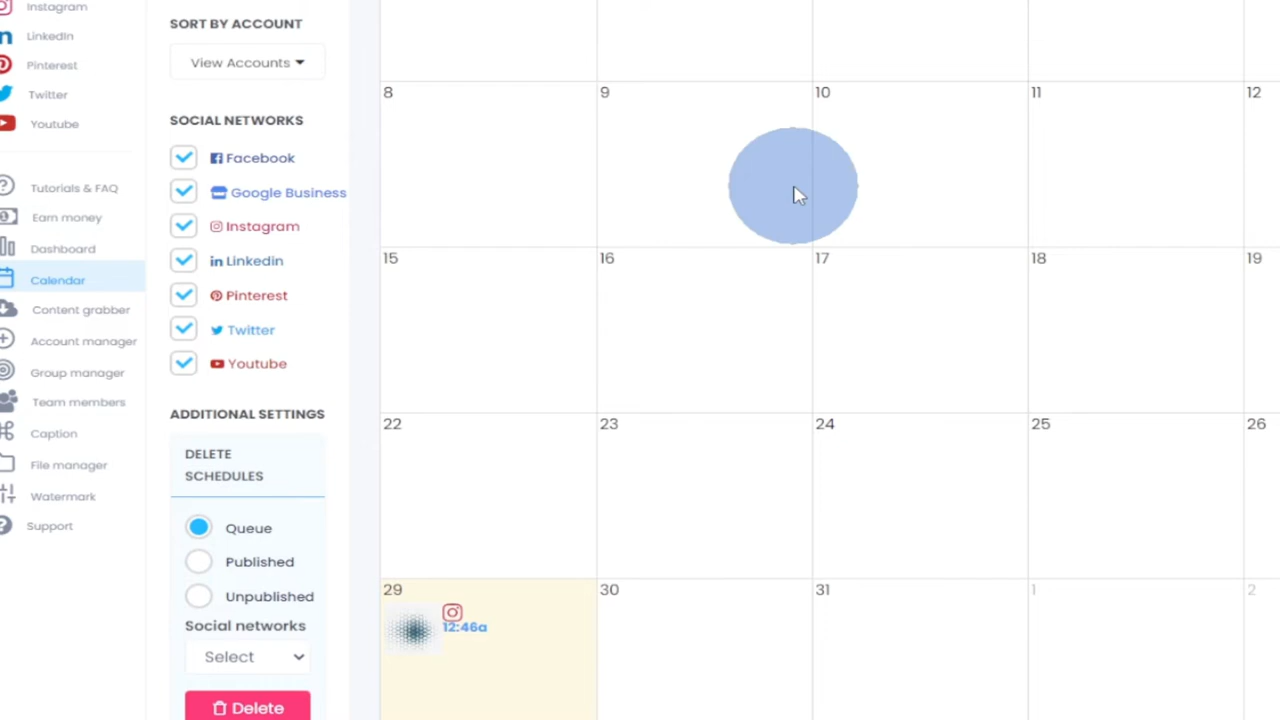 Instagram
LinkedIn
Pinterest
Twitter
Youtube
Tutorials & FAQ
Earn money
Dashboard
Calendar
Content grabber
Account manager
Group manager
Team members
Caption
File manager
Watermark
Support
SORT BY ACCOUNT
View Accounts
SOCIAL NETWORKS
Facebook
Google Business
Instagram
Linkedin
Pinterest
Twitter
Youtube
ADDITIONAL SETTINGS
DELETE
SCHEDULES
Queue
Published
Unpublished
Social networks
Select
Delete
8 9 10 11 12
15 16 17 18 19
22 23 24 25 26
29 30 31 1 2
12:46a